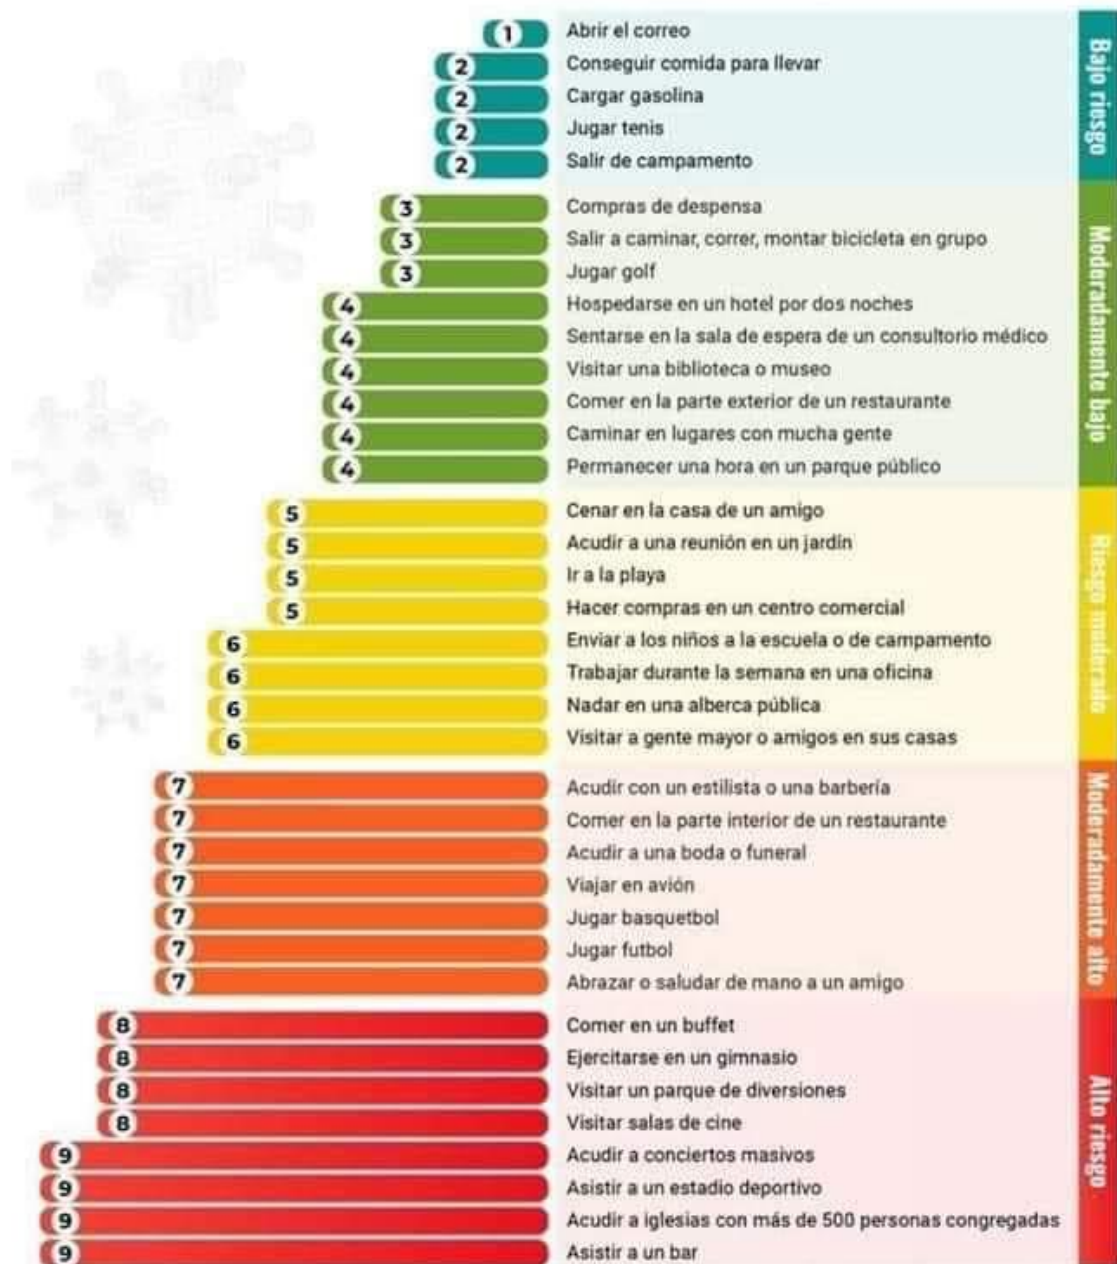 1 Abrir el correo
2 Conseguir comida para llevar
2 Cargar gasolina
2 Jugar tenis
2 Salir de campamento
Bajo riesgo
3 Compras de despensa
3 Salir a caminar, correr, montar bicicleta en grupo
3 Jugar golf
4 Hospedarse en un hotel por dos noches
4 Sentarse en la sala de espera de un consultorio médico
4 Visitar una biblioteca o museo
4 Comer en la parte exterior de un restaurante
4 Caminar en lugares con mucha gente
4 Permanecer una hora en un parque público
Moderadamente bajo
5 Cenar en la casa de un amigo
5 Acudir a una reunión en un jardín
5 Ir a la playa
5 Hacer compras en un centro comercial
6 Enviar a los niños a la escuela o de campamento
6 Trabajar durante la semana en una oficina
6 Nadar en una alberca pública
6 Visitar a gente mayor o amigos en sus casas
Riesgo moderado
7 Acudir con un estilista o una barbería
7 Comer en la parte interior de un restaurante
7 Acudir a una boda o funeral
7 Viajar en avión
7 Jugar basquetbol
7 Jugar futbol
7 Abrazar o saludar de mano a un amigo
Moderadamente alto
8 Comer en un buffet
8 Ejercitarse en un gimnasio
8 Visitar un parque de diversiones
8 Visitar salas de cine
9 Acudir a conciertos masivos
9 Asistir a un estadio deportivo
9 Acudir a iglesias con más de 500 personas congregadas
9 Asistir a un bar
Alto riesgo